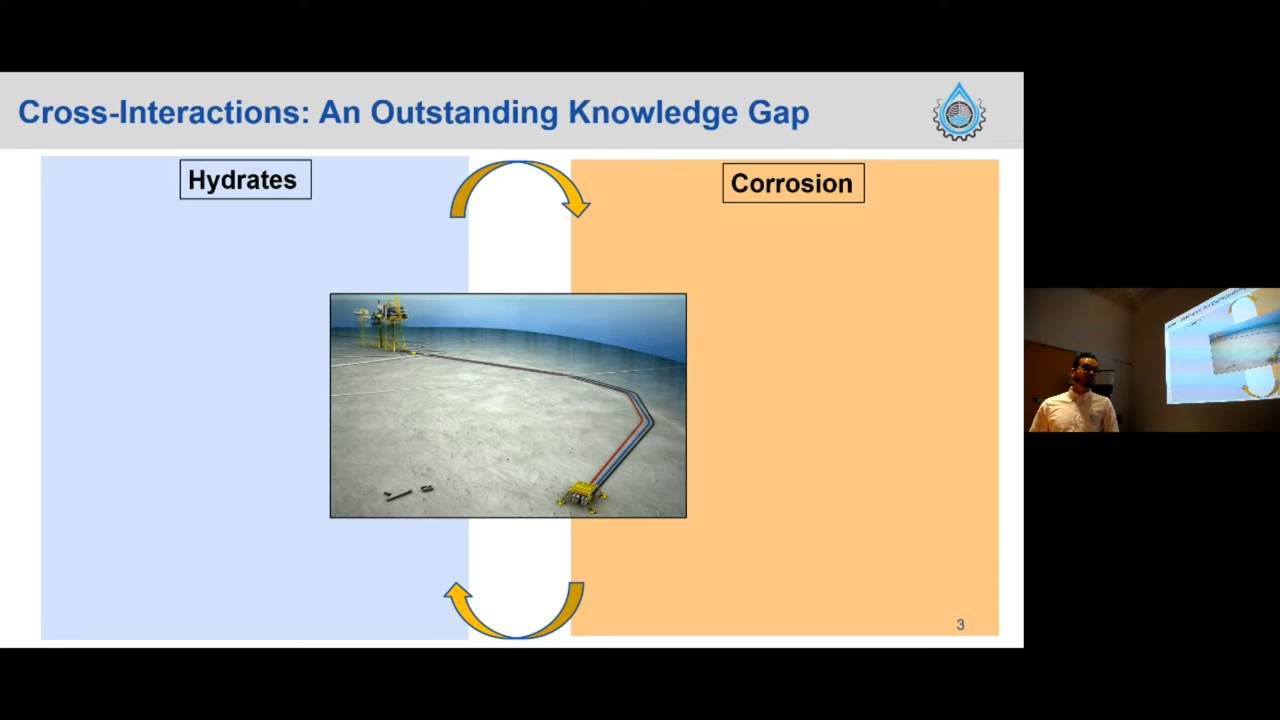 Cross-Interactions: An Outstanding Knowledge Gap
Hydrates
Corrosion
3